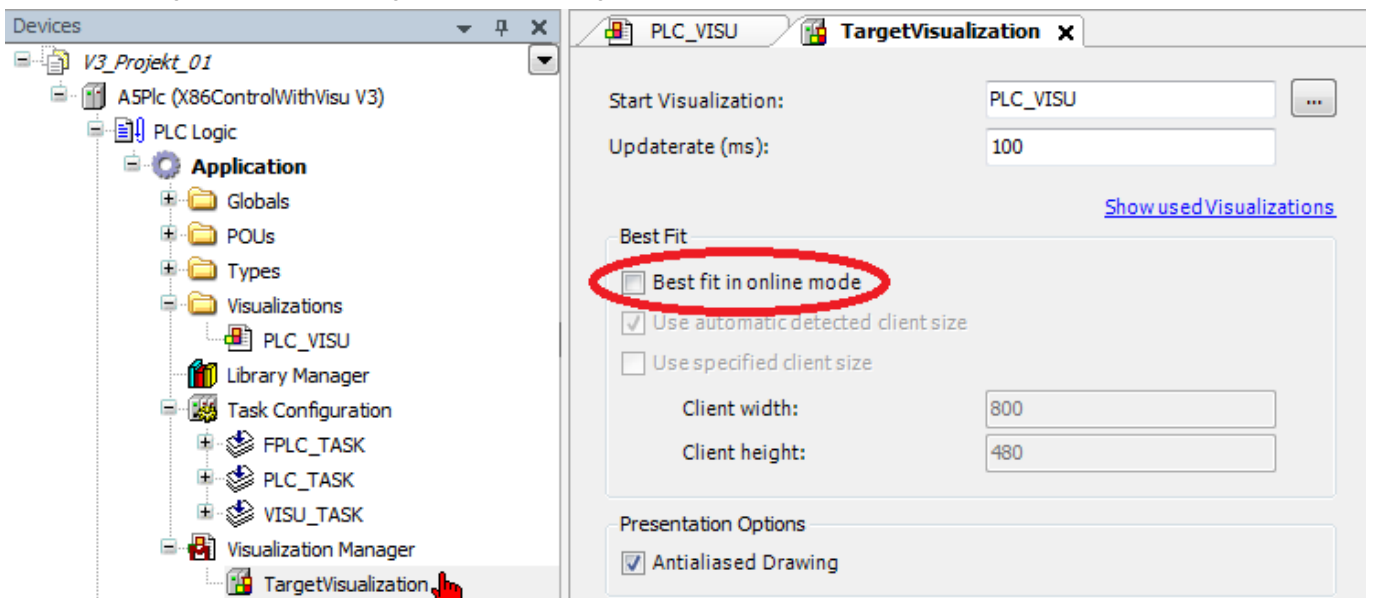 Devices
V3_Projekt_01
A5Plc (X86ControlWithVisu V3)
PLC Logic
Application
Globals
POUs
Types
Visualizations
PLC_VISU
Library Manager
Task Configuration
FPLC_TASK
PLC_TASK
VISU_TASK
Visualization Manager
TargetVisualization
PLC_VISU TargetVisualization x
Start Visualization: PLC_VISU ...
Updaterate (ms): 100
Show used Visualizations
Best Fit
Best fit in online mode
Use automatic detected client size
Use specified client size
Client width: 800
Client height: 480
Presentation Options
Antialiased Drawing